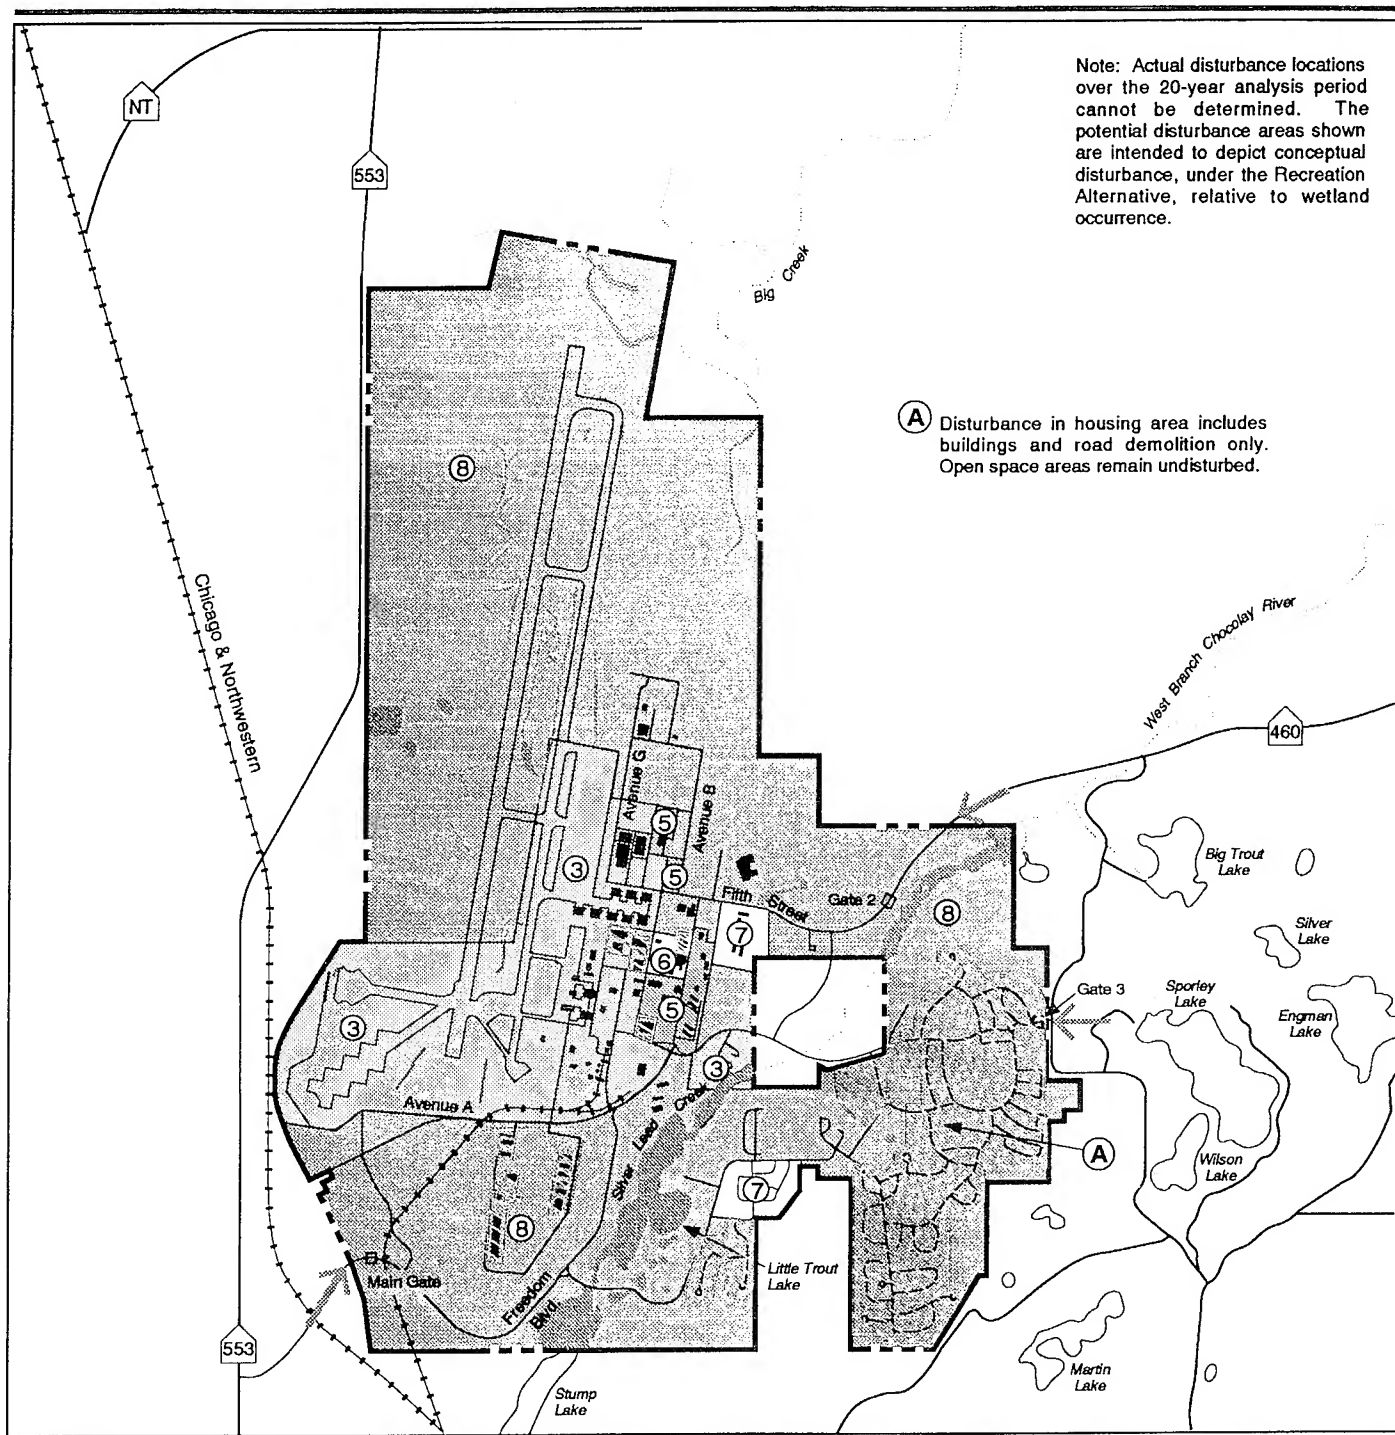 Note: Actual disturbance locations
over the 20-year analysis period
cannot be determined. The
potential disturbance areas shown
are intended to depict conceptual
disturbance, under the Recreation
Alternative, relative to wetland
occurrence.
NT
553
Big Creek
A
Disturbance in housing area includes
buildings and road demolition only.
Open space areas remain undisturbed.
8
Chicago & Northwestern
West Branch Chocolay River
460
Avenue G
Avenue B
5
3
5
Big Trout
Lake
Fifth Street
Gate 2
8
7
Silver
Lake
6
Gate 3
Sporley
Lake
5
Engman
Lake
3
3
Avenue A
Silver Lead Creek
A
Wilson
Lake
7
8
Main Gate
Little Trout
Lake
Freedom
Blvd.
553
Stump
Lake
Martin
Lake